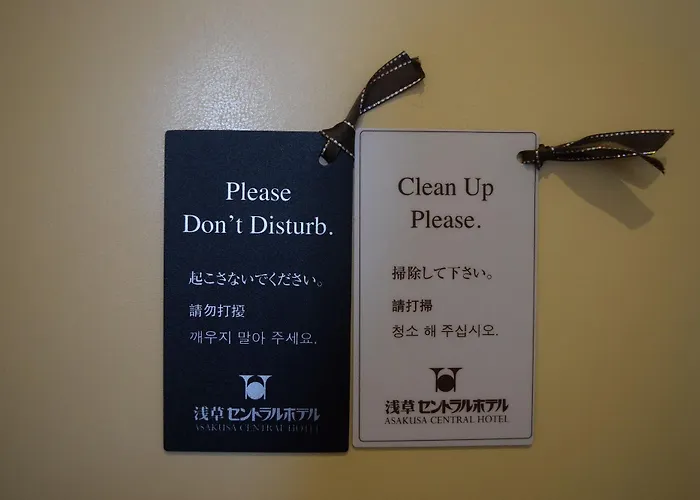 Please
Don't Disturb.
起こさないでください。
請勿打擾
깨우지 말아 주세요.
浅草セントラルホテル
ASAKUSA CENTRAL HOTEL
Clean Up
Please.
掃除して下さい。
請打掃
청소 해 주십시오.
浅草セントラルホテル
ASAKUSA CENTRAL HOTEL